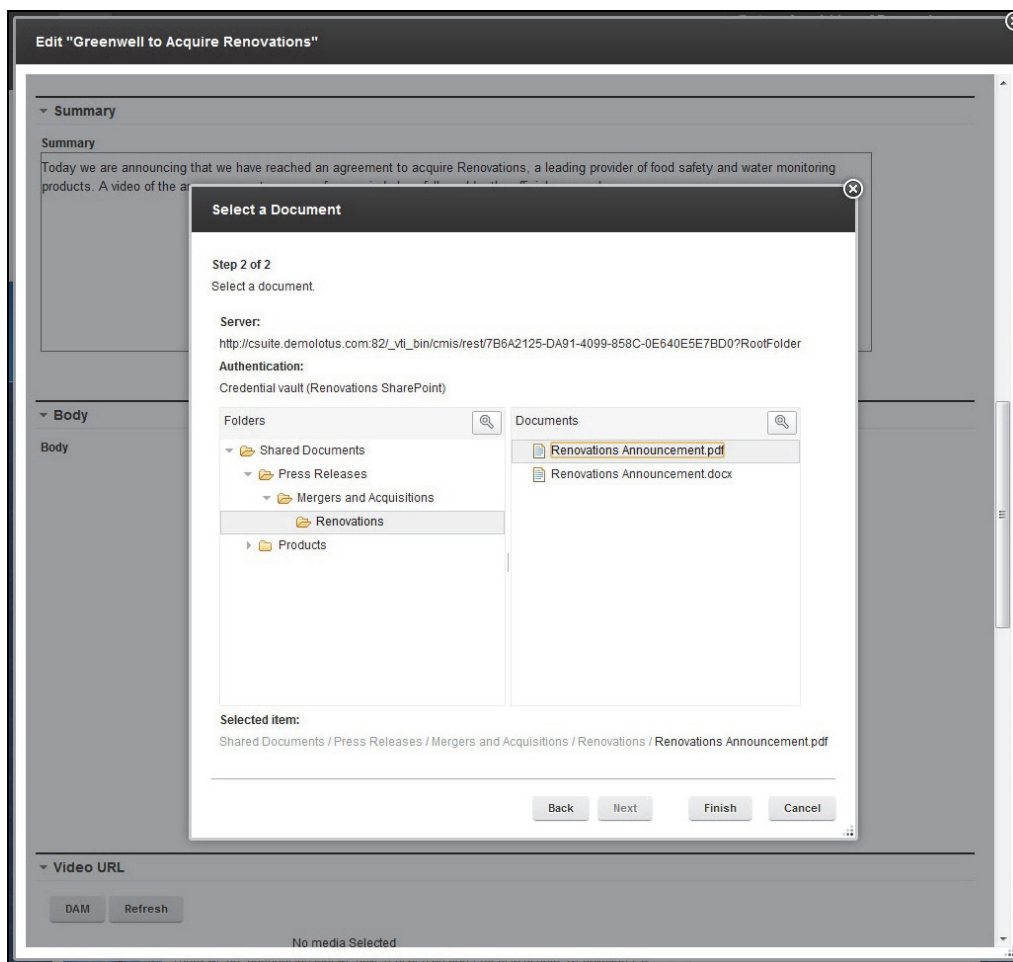 Edit "Greenwell to Acquire Renovations"
Summary
Summary
Today we are announcing that we have reached an agreement to acquire Renovations, a leading provider of food safety and water monitoring
products. A video of the
Select a Document
Step 2 of 2
Select a document.
Server:
http://csuite.demolotus.com:82/_vti_bin/cmis/rest/7B6A2125-DA91-4099-858C-0E640E5E7BD0?RootFolder
Authentication:
Credential vault (Renovations SharePoint)
Body
Body
Folders
Shared Documents
Press Releases
Mergers and Acquisitions
Renovations
Products
Documents
Renovations Announcement.pdf
Renovations Announcement.docx
Selected item:
Shared Documents / Press Releases / Mergers and Acquisitions / Renovations / Renovations Announcement.pdf
Back Next Finish Cancel
Video URL
DAM Refresh
No media Selected